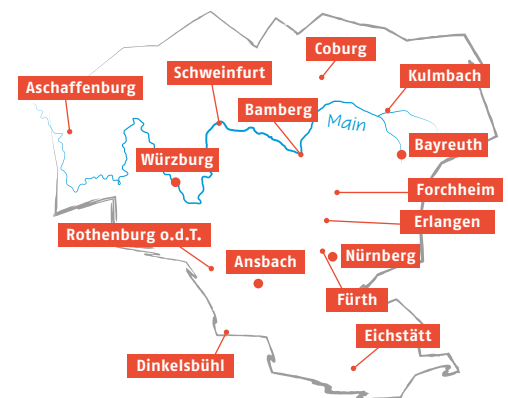 Coburg
Schweinfurt
Kulmbach
Aschaffenburg
Bamberg
Main
Bayreuth
Würzburg
Forchheim
Erlangen
Rothenburg o.d.T.
Ansbach
Nürnberg
Fürth
Eichstätt
Dinkelsbühl